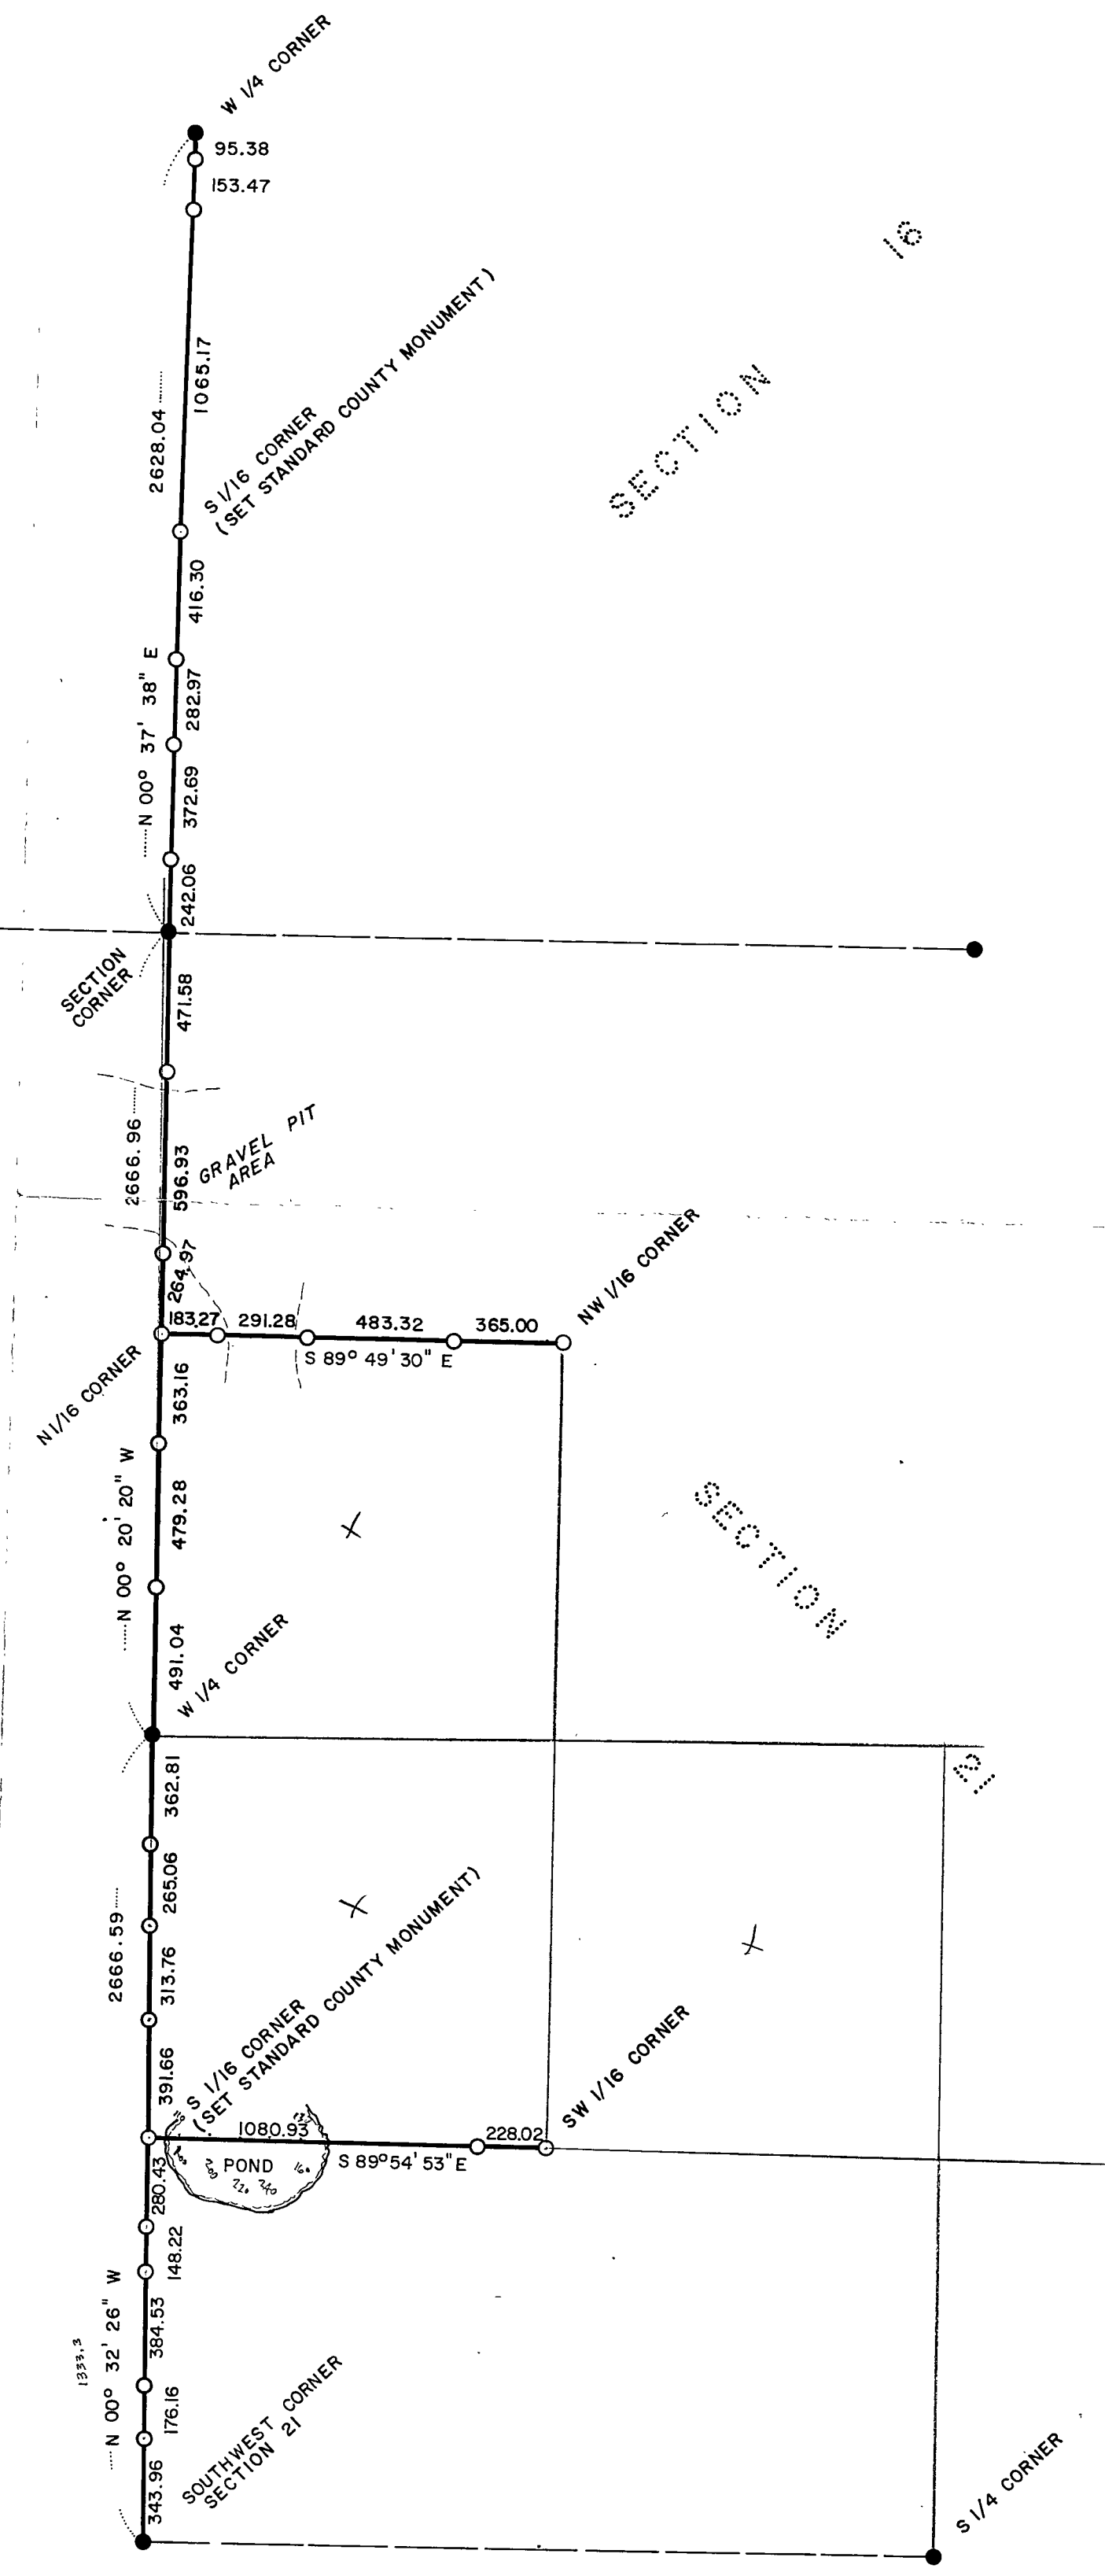 W 1/4 CORNER
95.38
153.47
16
1065.17
2628.04
S 1/16 CORNER
(SET STANDARD COUNTY MONUMENT)
SECTION
416.30
N 00° 37' 38" E
282.97
372.69
242.06
SECTION
CORNER
471.58
2666.96
596.93
GRAVEL PIT
AREA
264.97
NW 1/16 CORNER
183.27
291.28
483.32
365.00
S 89° 49' 30" E
N 1/16 CORNER
363.16
N 00° 20' 20" W
479.28
SECTION
491.04
W 1/4 CORNER
21
362.81
265.06
2666.59
313.76
S 1/16 CORNER
(SET STANDARD COUNTY MONUMENT)
391.66
SW 1/16 CORNER
1080.93
228.02
S 89° 54' 53" E
POND
200
16.
22.
240
280.43
148.22
N 00° 32' 26" W
384.53
1333.3
176.16
SOUTHWEST CORNER
SECTION 21
343.96
S 1/4 CORNER